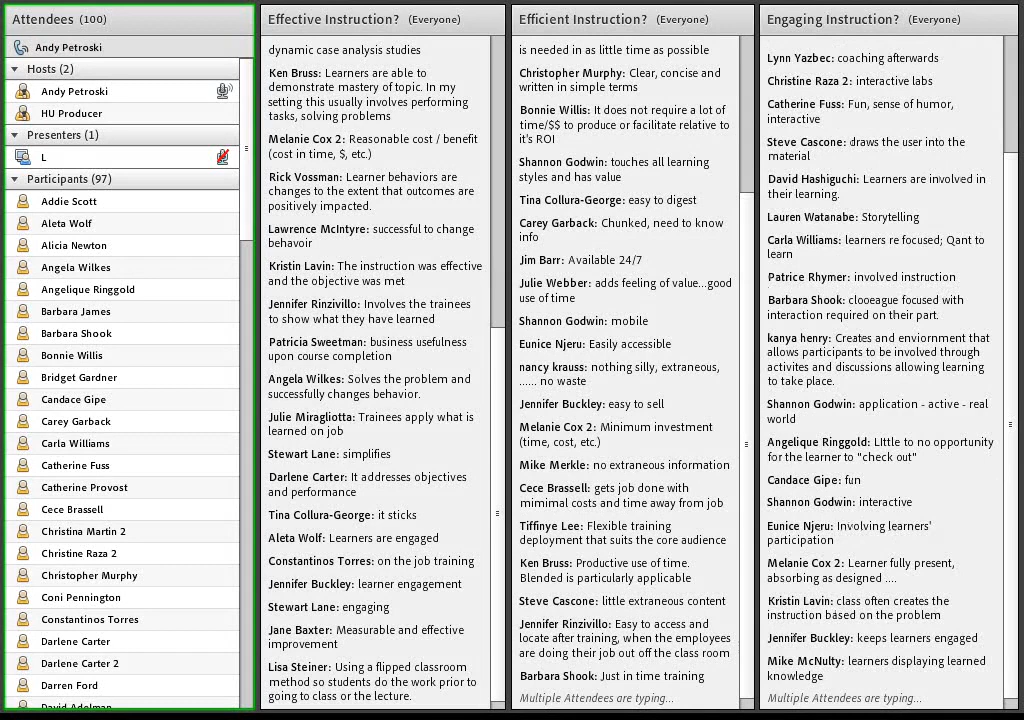 Attendees (100)
Andy Petroski
Hosts (2)
Andy Petroski
HU Producer
Presenters (1)
L
Participants (97)
Addie Scott
Aleta Wolf
Alicia Newton
Angela Wilkes
Angelique Ringgold
Barbara James
Barbara Shook
Bonnie Willis
Bridget Gardner
Candace Gipe
Carey Garback
Carla Williams
Catherine Fuss
Catherine Provost
Cece Brassell
Christina Martin 2
Christine Raza 2
Christopher Murphy
Coni Pennington
Constantinos Torres
Darlene Carter
Darlene Carter 2
Darren Ford
David Adelman
Effective Instruction? (Everyone)
dynamic case analysis studies
Ken Bruss: Learners are able to
demonstrate mastery of topic. In my
setting this usually involves performing
tasks, solving problems
Melanie Cox 2: Reasonable cost / benefit
(cost in time, $, etc.)
Rick Vossman: Learner behaviors are
changes to the extent that outcomes are
positively impacted.
Lawrence McIntyre: successful to change
behavoir
Kristin Lavin: The instruction was effective
and the objective was met
Jennifer Rinzivillo: Involves the trainees
to show what they have learned
Patricia Sweetman: business usefulness
upon course completion
Angela Wilkes: Solves the problem and
successfully changes behavior.
Julie Miragliotta: Trainees apply what is
learned on job
Stewart Lane: simplifies
Darlene Carter: It addresses objectives
and performance
Tina Collura-George: it sticks
Aleta Wolf: Learners are engaged
Constantinos Torres: on the job training
Jennifer Buckley: learner engagement
Stewart Lane: engaging
Jane Baxter: Measurable and effective
improvement
Lisa Steiner: Using a flipped classroom
method so students do the work prior to
going to class or the lecture.
Efficient Instruction? (Everyone)
is needed in as little time as possible
Christopher Murphy: Clear, concise and
written in simple terms
Bonnie Willis: It does not require a lot of
time/$$ to produce or facilitate relative to
it's ROI
Shannon Godwin: touches all learning
styles and has value
Tina Collura-George: easy to digest
Carey Garback: Chunked, need to know
info
Jim Barr: Available 24/7
Julie Webber: adds feeling of value...good
use of time
Shannon Godwin: mobile
Eunice Njeru: Easily accessible
nancy krauss: nothing silly, extraneous,
...... no waste
Jennifer Buckley: easy to sell
Melanie Cox 2: Minimum investment
(time, cost, etc.)
Mike Merkle: no extraneous information
Cece Brassell: gets job done with
mimimal costs and time away from job
Tiffinye Lee: Flexible training
deployment that suits the core audience
Ken Bruss: Productive use of time.
Blended is particularly applicable
Steve Cascone: little extraneous content
Jennifer Rinzivillo: Easy to access and
locate after training, when the employees
are doing their job out off the class room
Barbara Shook: Just in time training
Multiple Attendees are typing...
Engaging Instruction? (Everyone)
Lynn Yazbec: coaching afterwards
Christine Raza 2: interactive labs
Catherine Fuss: Fun, sense of humor,
interactive
Steve Cascone: draws the user into the
material
David Hashiguchi: Learners are involved in
their learning.
Lauren Watanabe: Storytelling
Carla Williams: learners re focused; Qant to
learn
Patrice Rhymer: involved instruction
Barbara Shook: clooeague focused with
interaction required on their part.
kanya henry: Creates and enviornment that
allows participants to be involved through
activites and discussions allowing learning
to take place.
Shannon Godwin: application - active - real
world
Angelique Ringgold: LIttle to no opportunity
for the learner to "check out"
Candace Gipe: fun
Shannon Godwin: interactive
Eunice Njeru: Involving learners'
participation
Melanie Cox 2: Learner fully present,
absorbing as designed ....
Kristin Lavin: class often creates the
instruction based on the problem
Jennifer Buckley: keeps learners engaged
Mike McNulty: learners displaying learned
knowledge
Multiple Attendees are typing...